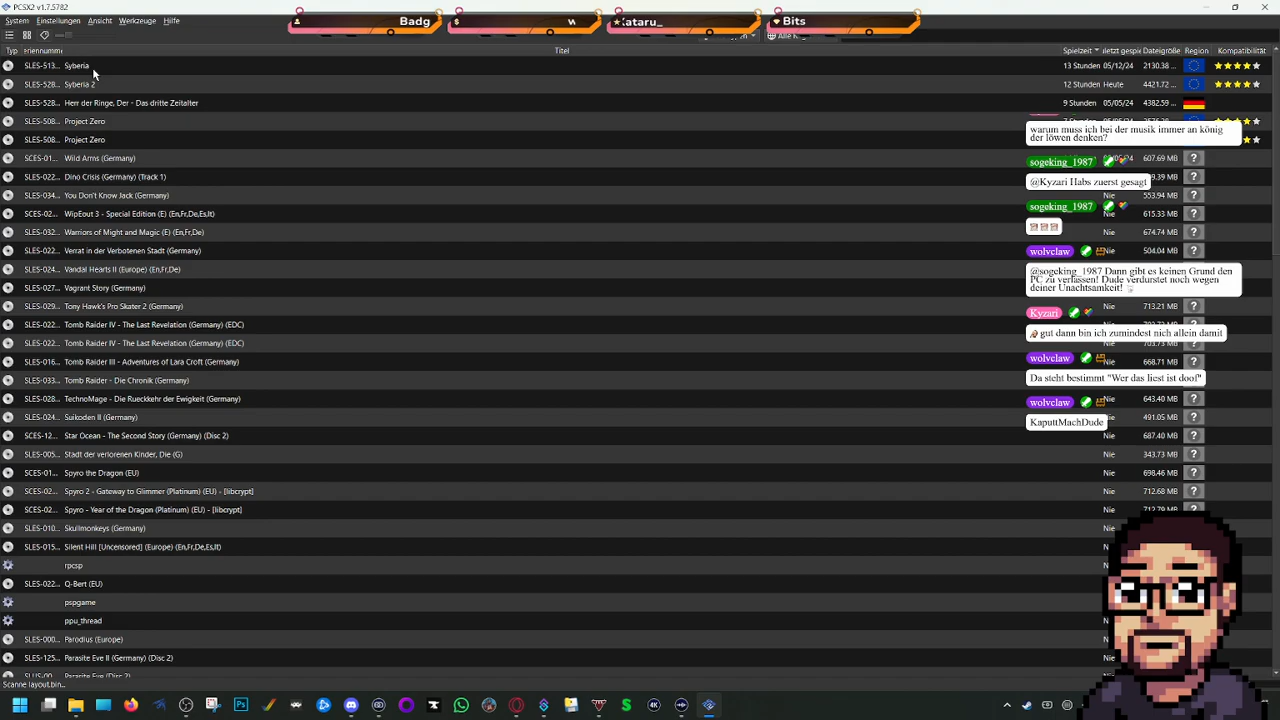 PCSX2 v1.7.5782
System Einstellungen Ansicht Werkzeuge Hilfe
Badg
Kataru_
Bits
Typ Titel Spielzeit Dateigröße Region Kompatibilität
SLES-513... Syberia 13 Stunden 05/12/24 2130.38 ...
SLES-528... Syberia 2 12 Stunden Heute 4421.72 ...
SLES-528... Herr der Ringe, Der - Das dritte Zeitalter 9 Stunden 05/05/24 4382.59 ...
SLES-508... Project Zero
SLES-508... Project Zero
SCES-01... Wild Arms (Germany) 607.69 MB
SLES-022... Dino Crisis (Germany) (Track 1)
SLES-034... You Don't Know Jack (Germany) Nie 553.94 MB
SCES-02... WipEout 3 - Special Edition (E) (En,Fr,De,Es,It) Nie 615.33 MB
SLES-032... Warriors of Might and Magic (E) (En,Fr,De) Nie 674.74 MB
SLES-022... Verrat in der Verbotenen Stadt (Germany) Nie 504.04 MB
SLES-024... Vandal Hearts II (Europe) (En,Fr,De)
SLES-027... Vagrant Story (Germany)
SLES-029... Tony Hawk's Pro Skater 2 (Germany) Nie 713.21 MB
SLES-022... Tomb Raider IV - The Last Revelation (Germany) (EDC)
SLES-022... Tomb Raider IV - The Last Revelation (Germany) (EDC) Nie 703.73 MB
SLES-016... Tomb Raider III - Adventures of Lara Croft (Germany) Nie 668.71 MB
SLES-033... Tomb Raider - Die Chronik (Germany)
SLES-028... TechnoMage - Die Rueckkehr der Ewigkeit (Germany) Nie 643.40 MB
SLES-024... Suikoden II (Germany) Nie 491.05 MB
SCES-12... Star Ocean - The Second Story (Germany) (Disc 2) Nie 687.40 MB
SLES-005... Stadt der verlorenen Kinder, Die (G) Nie 343.73 MB
SCES-01... Spyro the Dragon (EU) Nie 698.46 MB
SCES-02... Spyro 2 - Gateway to Glimmer (Platinum) (EU) - [libcrypt] Nie 712.68 MB
SCES-02... Spyro - Year of the Dragon (Platinum) (EU) - [libcrypt] Nie 712.79 MB
SLES-010... Skullmonkeys (Germany) Nie
SLES-015... Silent Hill [Uncensored] (Europe) (En,Fr,De,Es,It)
rpcsp
SLES-022... Q-Bert (EU)
pspgame
ppu_thread
SLES-000... Parodius (Europe)
SLES-125... Parasite Eve II (Germany) (Disc 2)
Scanne layout.bin...
warum muss ich bei der musik immer an könig
der löwen denken?
sogeking_1987
@Kyzari Habs zuerst gesagt
sogeking_1987
wolvclaw
@sogeking_1987 Dann gibt es keinen Grund den
PC zu verlassen! Dude verdurstet noch wegen
deiner Unachtsamkeit!
Kyzari
gut dann bin ich zumindest nich allein damit
wolvclaw
Da steht bestimmt "Wer das liest ist doof"
wolvclaw
KaputtMachDude